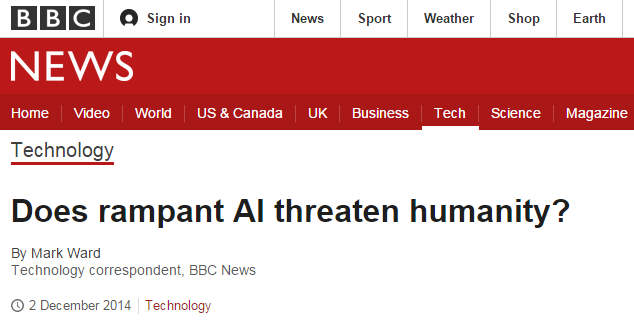 BBC Sign in News Sport Weather Shop Earth
NEWS
Home Video World US & Canada UK Business Tech Science Magazine
Technology
Does rampant AI threaten humanity?
By Mark Ward
Technology correspondent, BBC News
2 December 2014 Technology